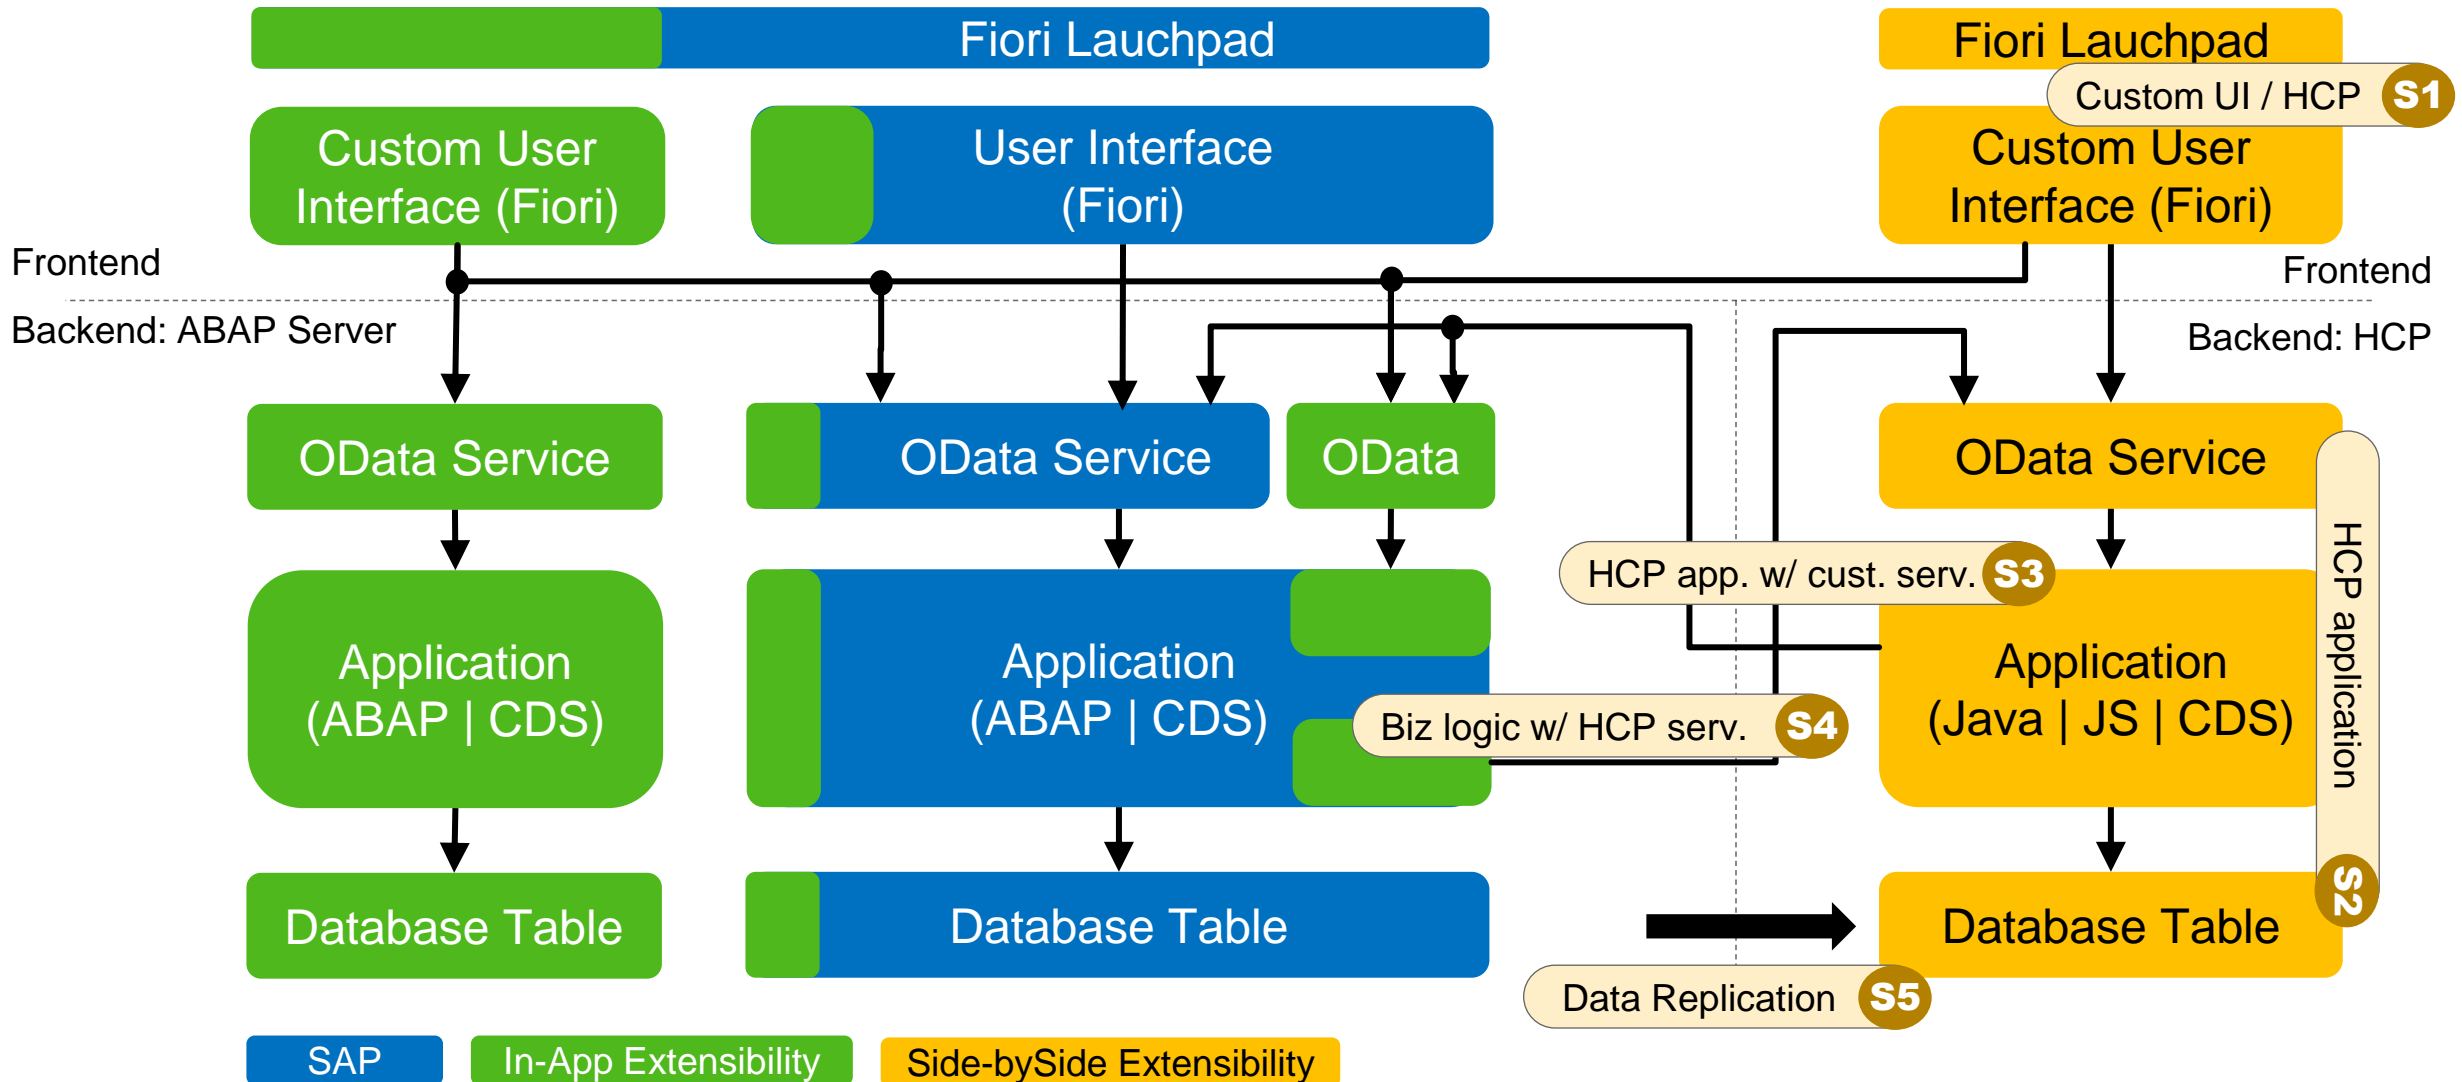 Fiori Lauchpad
Fiori Lauchpad
Custom UI / HCP S1
Custom User
Interface (Fiori)
User Interface
(Fiori)
Custom User
Interface (Fiori)
Frontend
Frontend
Backend: ABAP Server
Backend: HCP
OData Service
OData Service
OData
OData Service
HCP app. w/ cust. serv. S3
HCP application S2
Application
(ABAP | CDS)
Application
(ABAP | CDS)
Application
(Java | JS | CDS)
Biz logic w/ HCP serv. S4
Database Table
Database Table
Database Table
Data Replication S5
SAP
In-App Extensibility
Side-bySide Extensibility